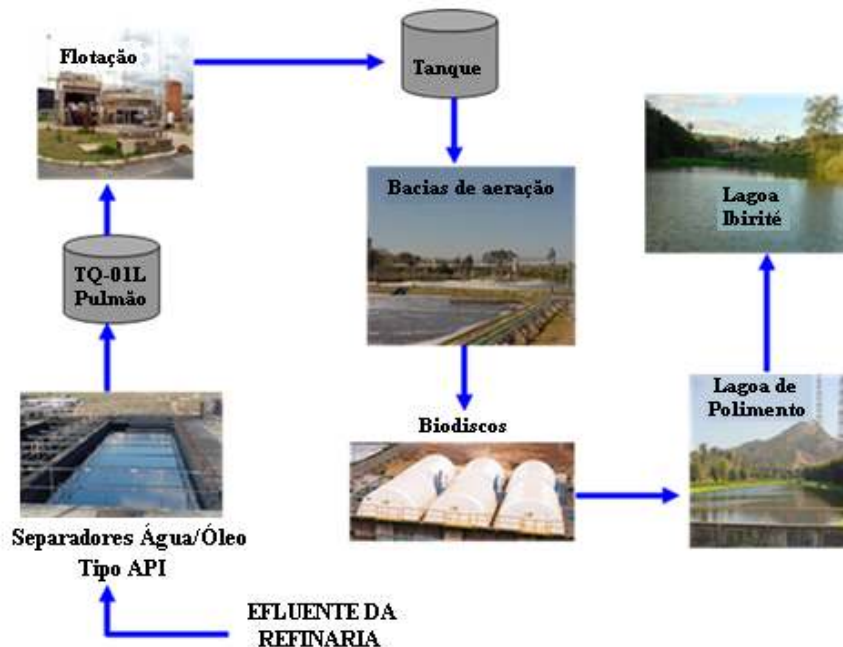 EFLUENTE DA
REFINARIA
Separadores Água/Óleo
Tipo API
TQ-01L
Pulmão
Flotação
Tanque
Bacias de aeração
Biodiscos
Lagoa de
Polimento
Lagoa
Ibirité